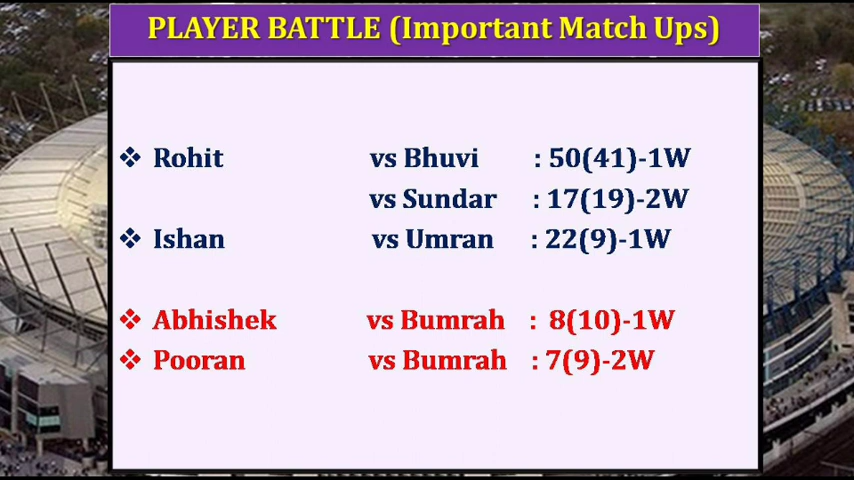 PLAYER BATTLE (Important Match Ups)
❖ Rohit vs Bhuvi : 50(41)-1W
vs Sundar : 17(19)-2W
❖ Ishan vs Umran : 22(9)-1W
❖ Abhishek vs Bumrah : 8(10)-1W
❖ Pooran vs Bumrah : 7(9)-2W